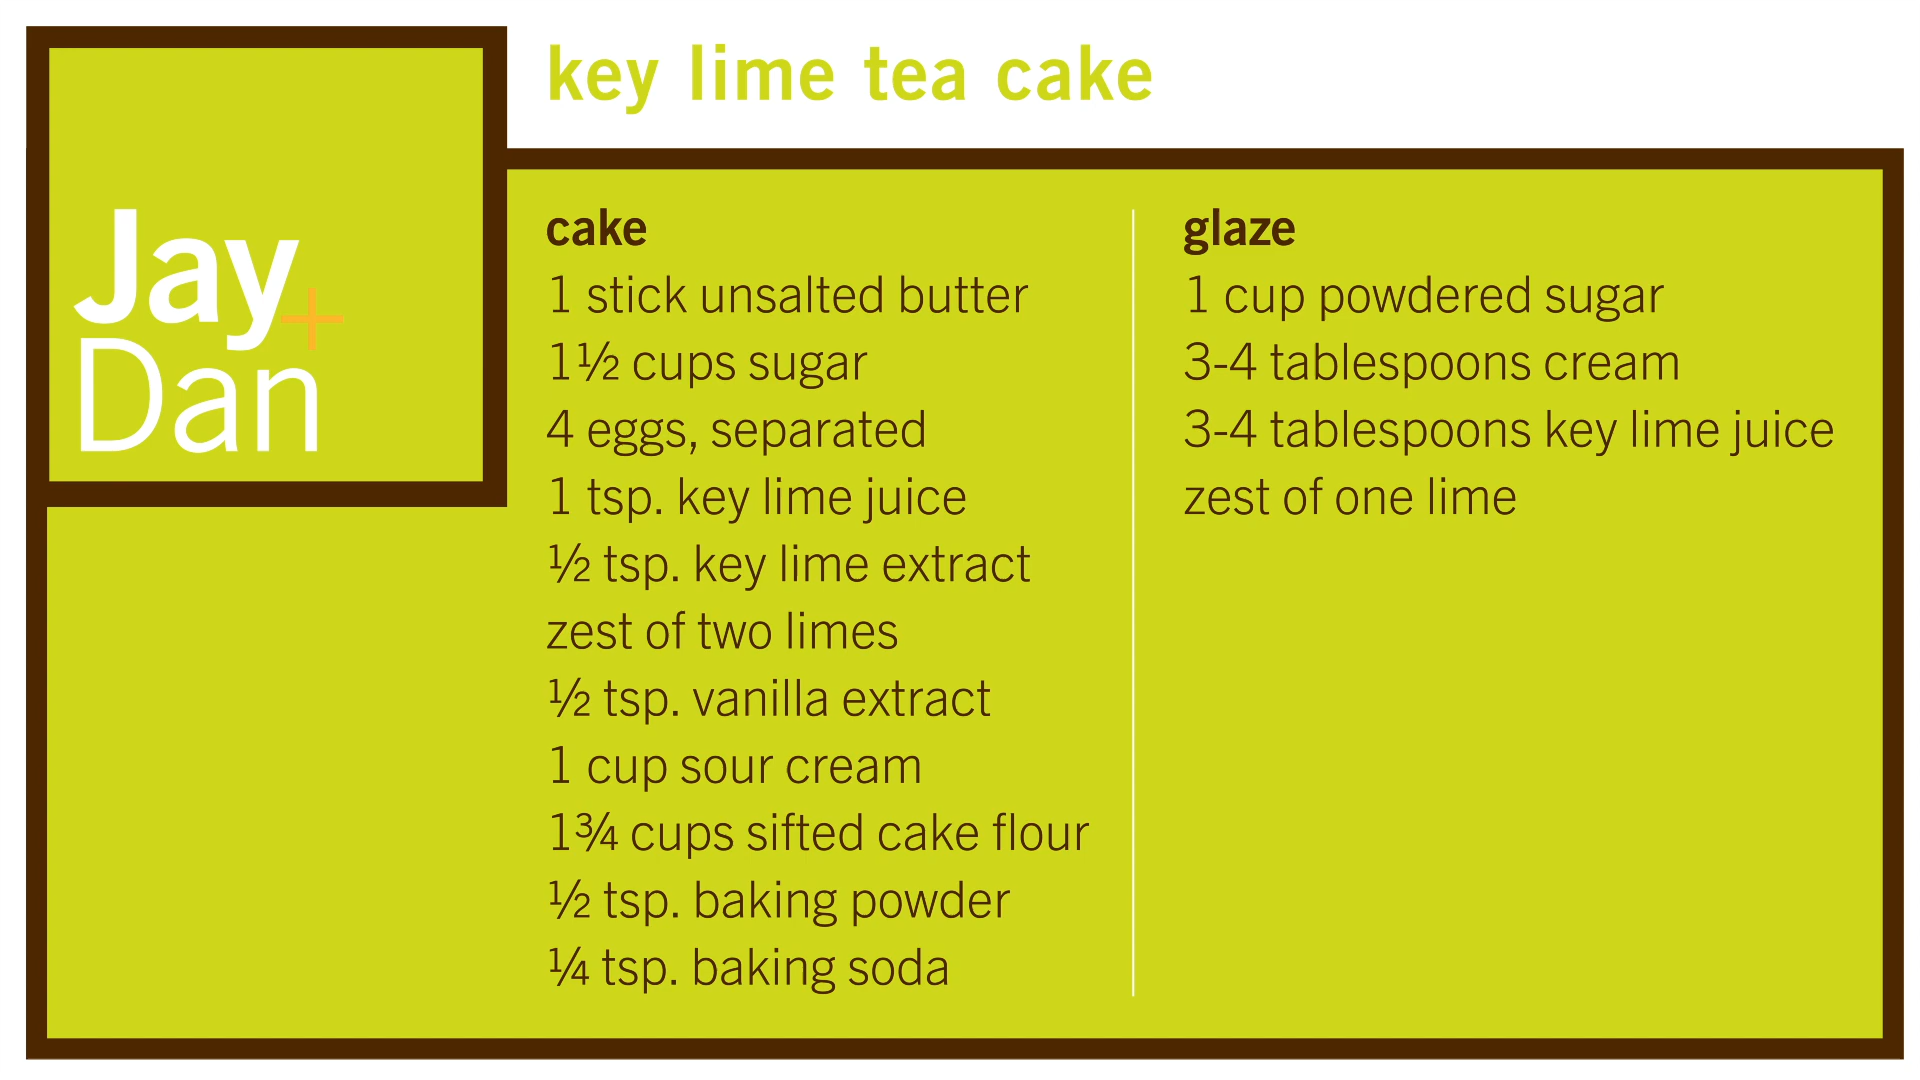 key lime tea cake
Jay+
Dan
cake
1 stick unsalted butter
1½ cups sugar
4 eggs, separated
1 tsp. key lime juice
½ tsp. key lime extract
zest of two limes
½ tsp. vanilla extract
1 cup sour cream
1¾ cups sifted cake flour
½ tsp. baking powder
¼ tsp. baking soda
glaze
1 cup powdered sugar
3-4 tablespoons cream
3-4 tablespoons key lime juice
zest of one lime